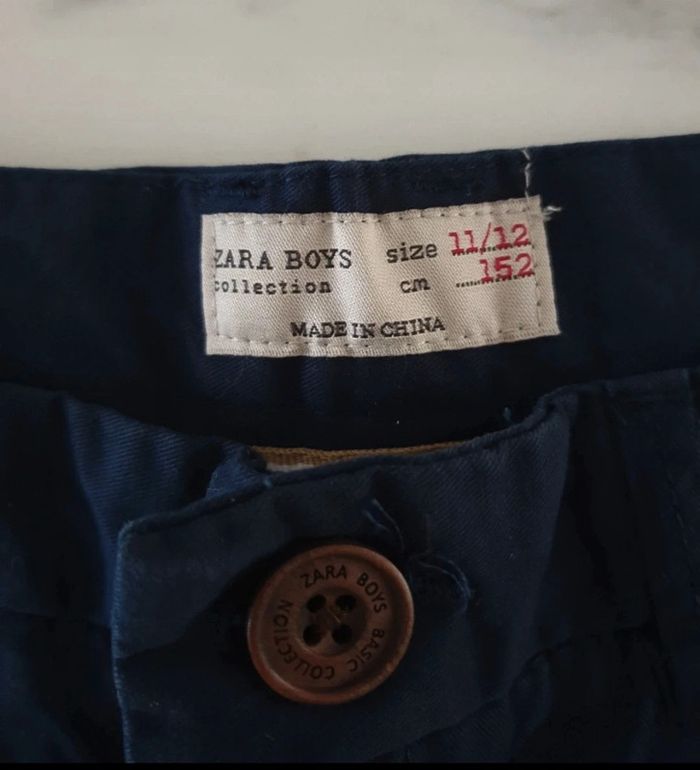 ZARA BOYS size 11/12
collection cm 152
MADE IN CHINA
ZARA BOYS BASIC COLLECTION